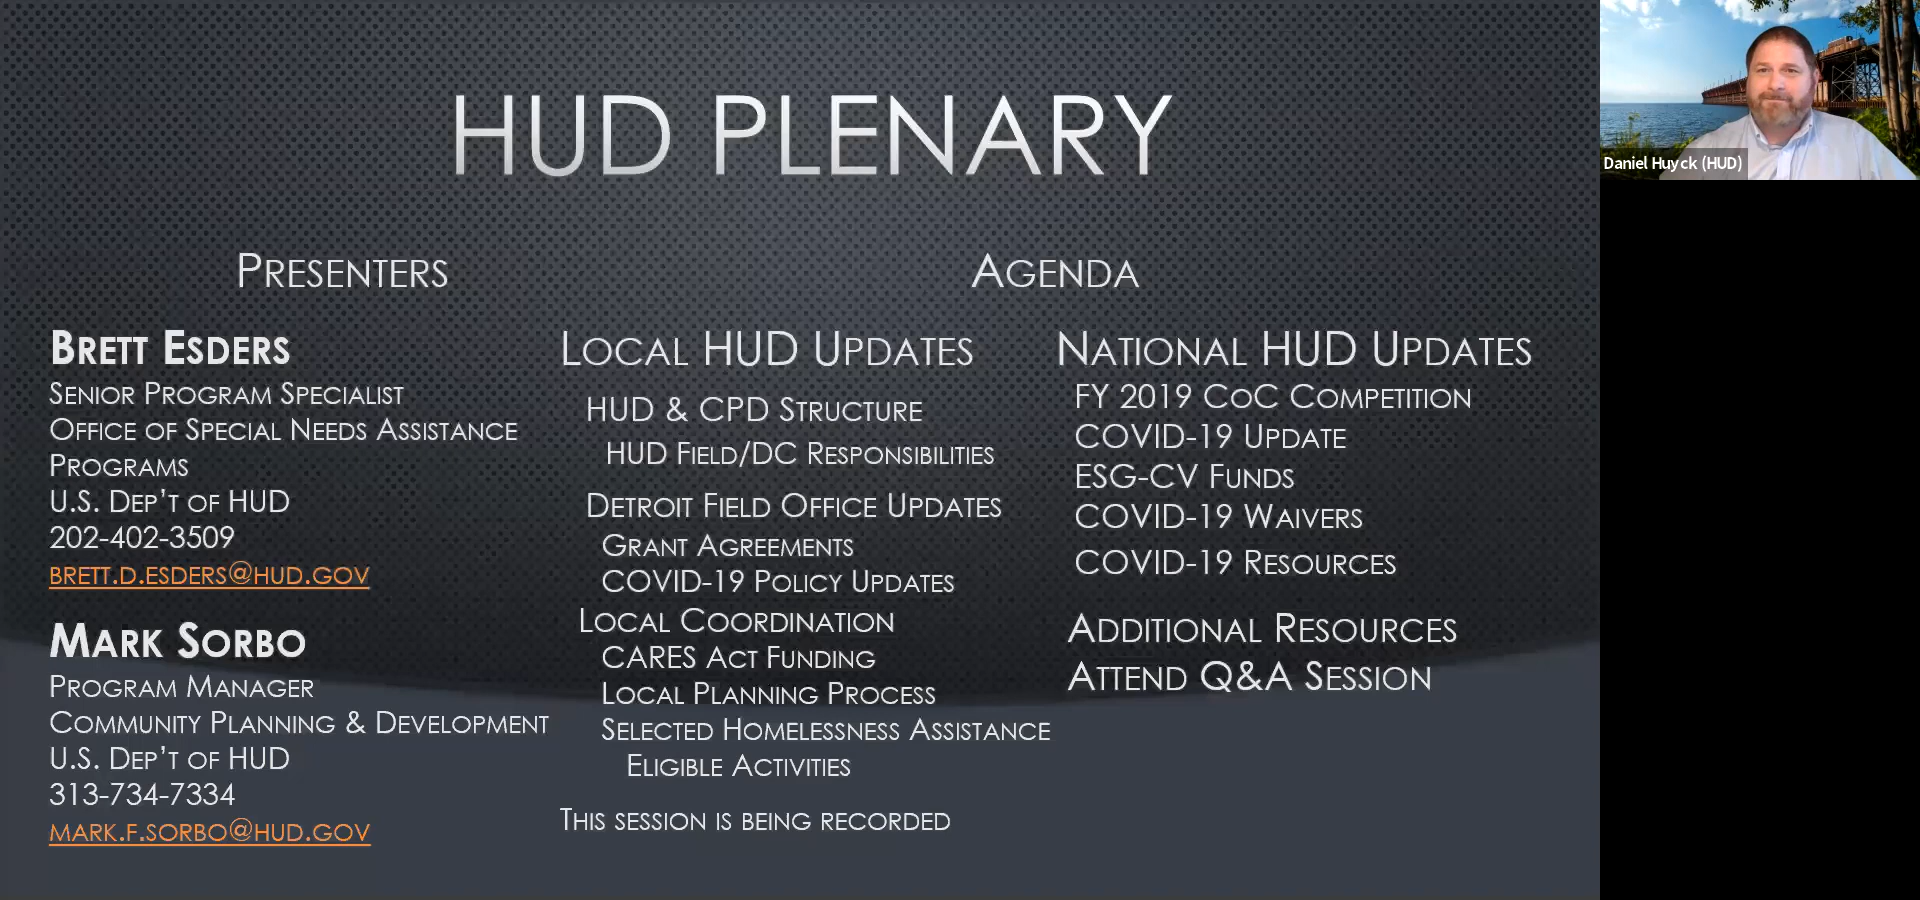 HUD PLENARY
PRESENTERS
BRETT ESDERS
SENIOR PROGRAM SPECIALIST
OFFICE OF SPECIAL NEEDS ASSISTANCE
PROGRAMS
U.S. DEP'T OF HUD
202-402-3509
BRETT.D.ESDERS@HUD.GOV
MARK SORBO
PROGRAM MANAGER
COMMUNITY PLANNING & DEVELOPMENT
U.S. DEP'T OF HUD
313-734-7334
MARK.F.SORBO@HUD.GOV
AGENDA
LOCAL HUD UPDATES
HUD & CPD STRUCTURE
HUD FIELD/DC RESPONSIBILITIES
DETROIT FIELD OFFICE UPDATES
GRANT AGREEMENTS
COVID-19 POLICY UPDATES
LOCAL COORDINATION
CARES ACT FUNDING
LOCAL PLANNING PROCESS
SELECTED HOMELESSNESS ASSISTANCE
ELIGIBLE ACTIVITIES
THIS SESSION IS BEING RECORDED
NATIONAL HUD UPDATES
FY 2019 COC COMPETITION
COVID-19 UPDATE
ESG-CV FUNDS
COVID-19 WAIVERS
COVID-19 RESOURCES
ADDITIONAL RESOURCES
ATTEND Q&A SESSION
Daniel Huyck (HUD)